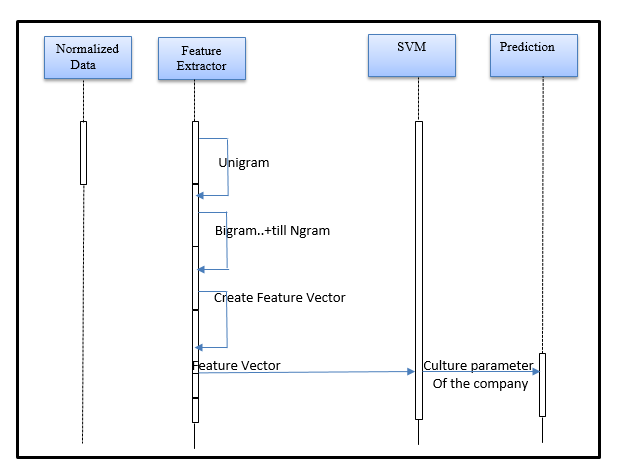 Normalized
Data
Feature
Extractor
SVM
Prediction
Unigram
Bigram..+till Ngram
Create Feature Vector
Feature Vector
Culture parameter
Of the company